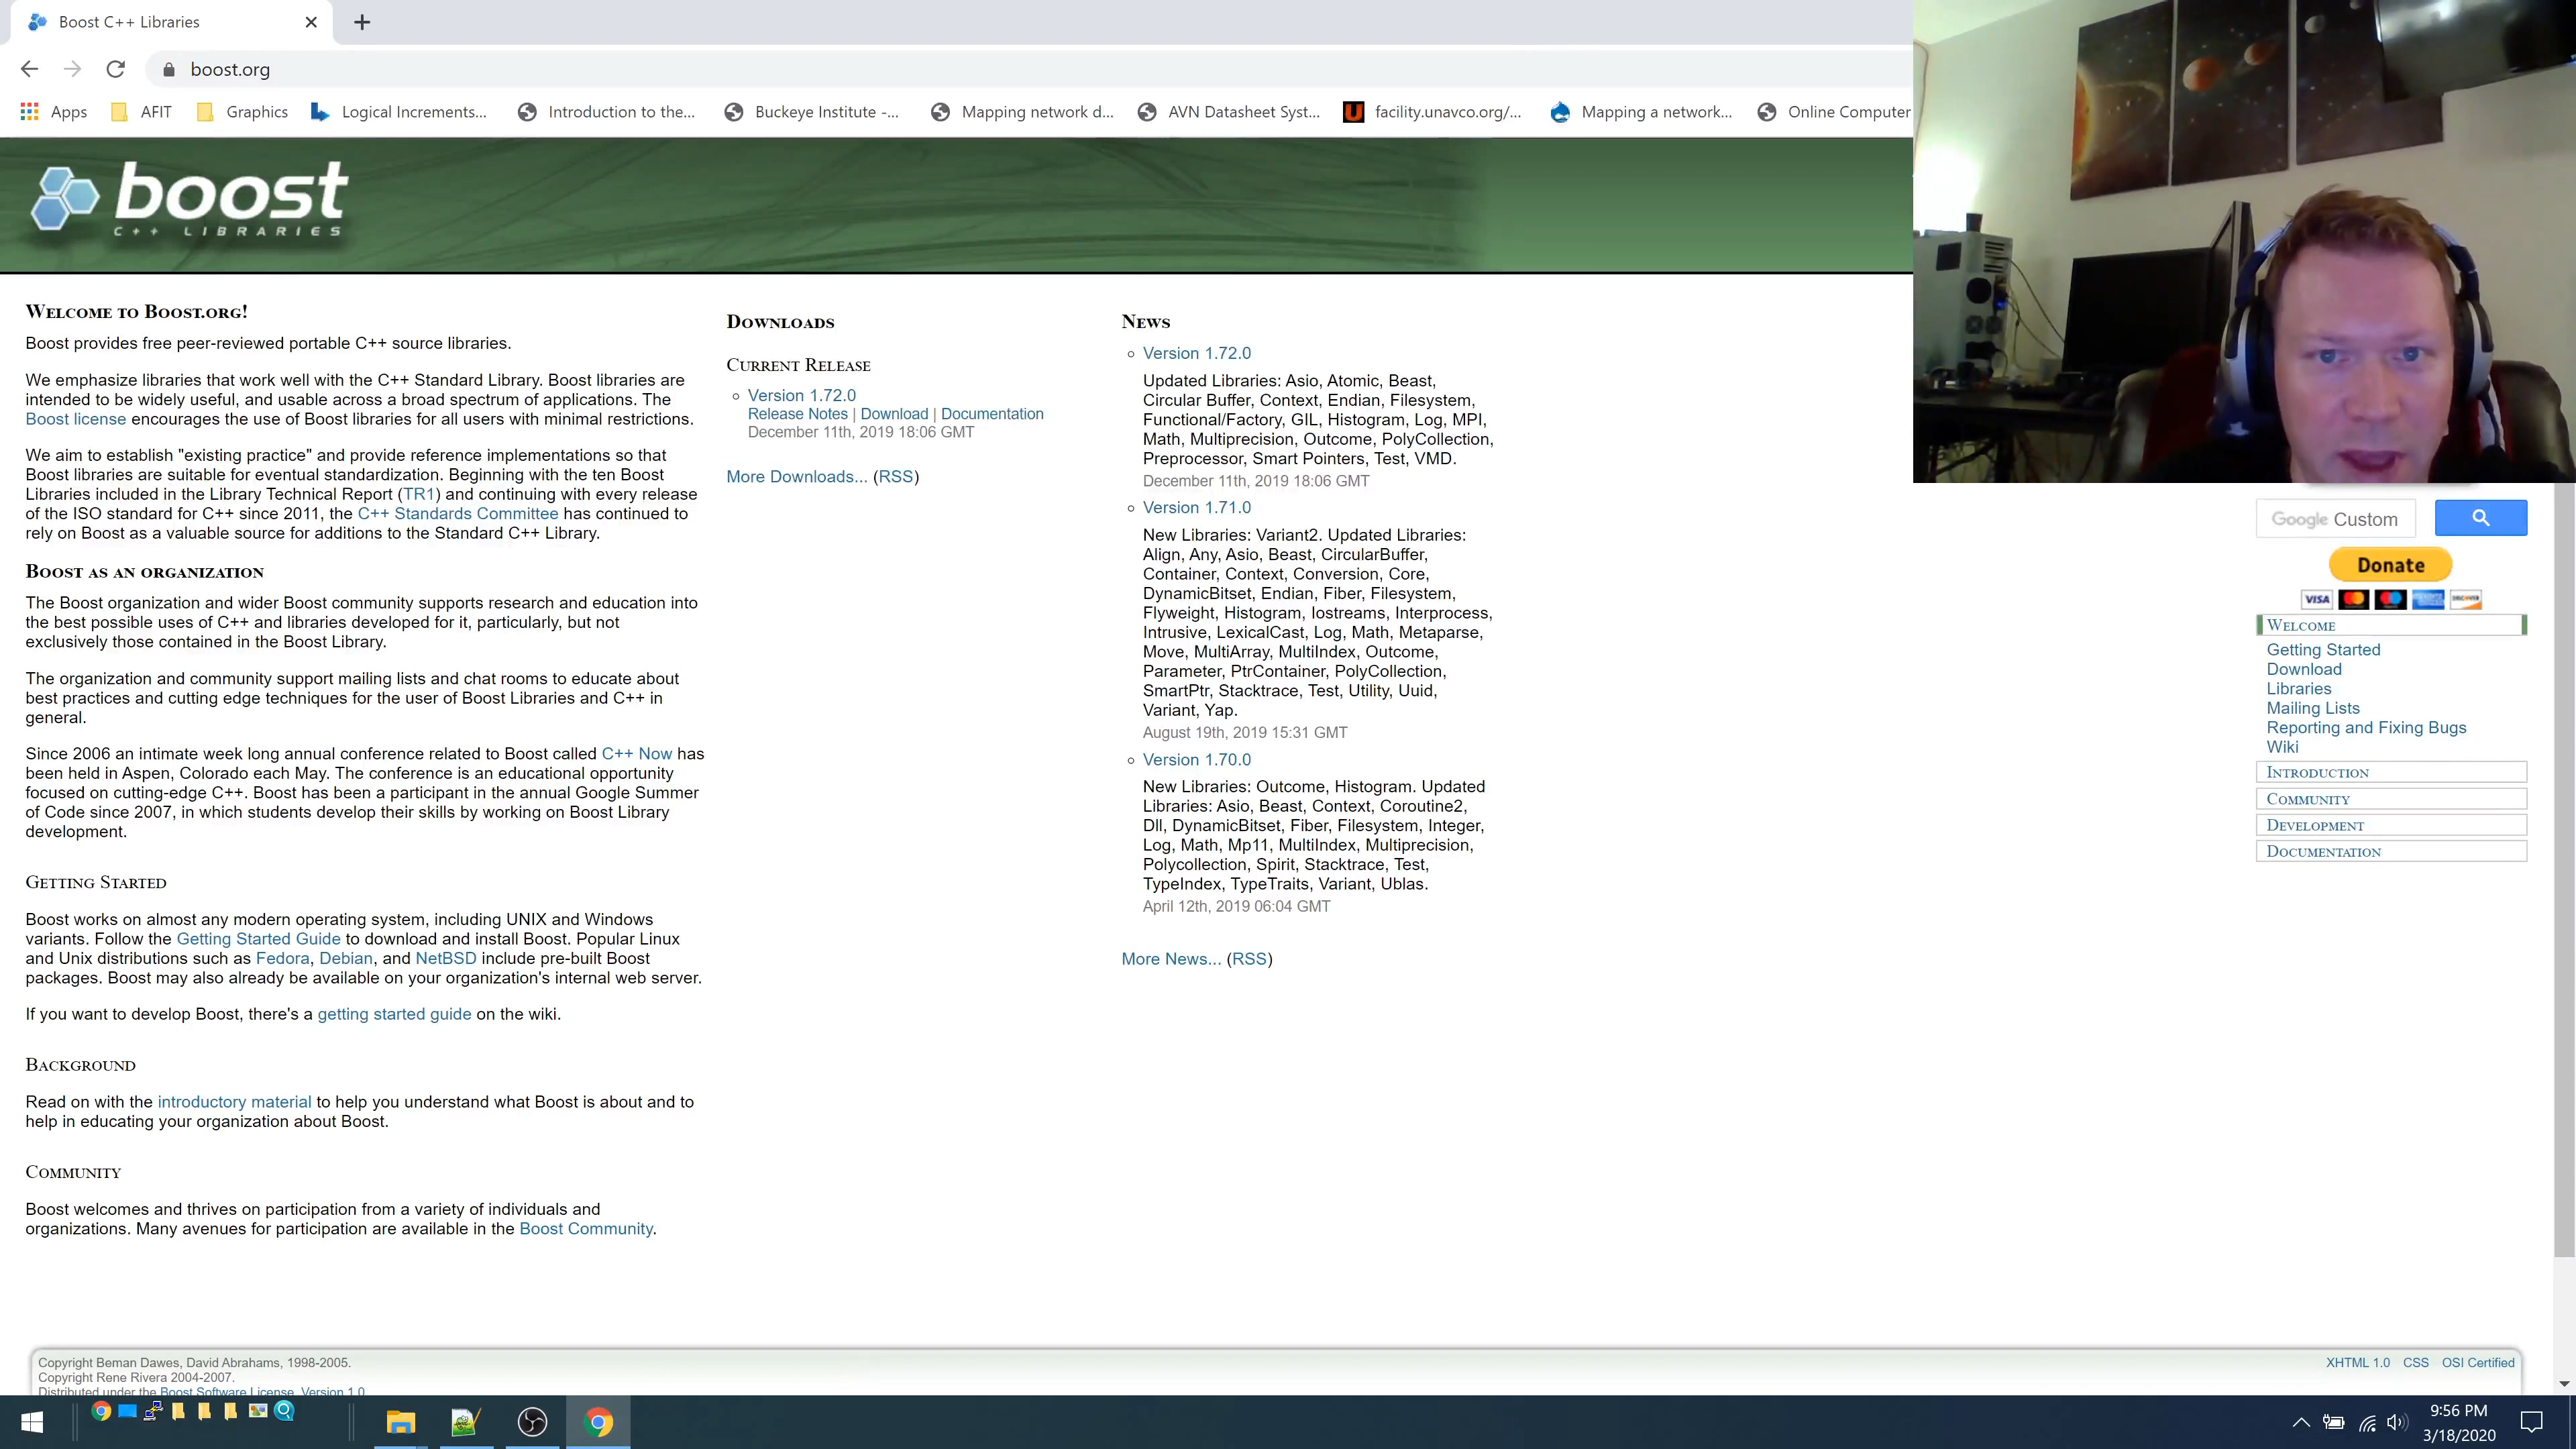 Boost C++ Libraries
boost.org
Apps AFIT Graphics Logical Increments... Introduction to the... Buckeye Institute -... Mapping network d... AVN Datasheet Syst... facility.unavco.org/... Mapping a network... Online Computer
boost
C++ LIBRARIES
Welcome to Boost.org!
Boost provides free peer-reviewed portable C++ source libraries.
We emphasize libraries that work well with the C++ Standard Library. Boost libraries are
intended to be widely useful, and usable across a broad spectrum of applications. The
Boost license encourages the use of Boost libraries for all users with minimal restrictions.
We aim to establish "existing practice" and provide reference implementations so that
Boost libraries are suitable for eventual standardization. Beginning with the ten Boost
Libraries included in the Library Technical Report (TR1) and continuing with every release
of the ISO standard for C++ since 2011, the C++ Standards Committee has continued to
rely on Boost as a valuable source for additions to the Standard C++ Library.
Boost as an organization
The Boost organization and wider Boost community supports research and education into
the best possible uses of C++ and libraries developed for it, particularly, but not
exclusively those contained in the Boost Library.
The organization and community support mailing lists and chat rooms to educate about
best practices and cutting edge techniques for the user of Boost Libraries and C++ in
general.
Since 2006 an intimate week long annual conference related to Boost called C++ Now has
been held in Aspen, Colorado each May. The conference is an educational opportunity
focused on cutting-edge C++. Boost has been a participant in the annual Google Summer
of Code since 2007, in which students develop their skills by working on Boost Library
development.
Getting Started
Boost works on almost any modern operating system, including UNIX and Windows
variants. Follow the Getting Started Guide to download and install Boost. Popular Linux
and Unix distributions such as Fedora, Debian, and NetBSD include pre-built Boost
packages. Boost may also already be available on your organization's internal web server.
If you want to develop Boost, there's a getting started guide on the wiki.
Background
Read on with the introductory material to help you understand what Boost is about and to
help in educating your organization about Boost.
Community
Boost welcomes and thrives on participation from a variety of individuals and
organizations. Many avenues for participation are available in the Boost Community.
Downloads
Current Release
Version 1.72.0
Release Notes | Download | Documentation
December 11th, 2019 18:06 GMT
More Downloads... (RSS)
News
Version 1.72.0
Updated Libraries: Asio, Atomic, Beast,
Circular Buffer, Context, Endian, Filesystem,
Functional/Factory, GIL, Histogram, Log, MPI,
Math, Multiprecision, Outcome, PolyCollection,
Preprocessor, Smart Pointers, Test, VMD.
December 11th, 2019 18:06 GMT
Version 1.71.0
New Libraries: Variant2. Updated Libraries:
Align, Any, Asio, Beast, CircularBuffer,
Container, Context, Conversion, Core,
DynamicBitset, Endian, Fiber, Filesystem,
Flyweight, Histogram, Iostreams, Interprocess,
Intrusive, LexicalCast, Log, Math, Metaparse,
Move, MultiArray, MultiIndex, Outcome,
Parameter, PtrContainer, PolyCollection,
SmartPtr, Stacktrace, Test, Utility, Uuid,
Variant, Yap.
August 19th, 2019 15:31 GMT
Version 1.70.0
New Libraries: Outcome, Histogram. Updated
Libraries: Asio, Beast, Context, Coroutine2,
Dll, DynamicBitset, Fiber, Filesystem, Integer,
Log, Math, Mp11, MultiIndex, Multiprecision,
Polycollection, Spirit, Stacktrace, Test,
TypeIndex, TypeTraits, Variant, Ublas.
April 12th, 2019 06:04 GMT
More News... (RSS)
Google Custom
Donate
VISA
DISCOVER
Welcome
Getting Started
Download
Libraries
Mailing Lists
Reporting and Fixing Bugs
Wiki
Introduction
Community
Development
Documentation
Copyright Beman Dawes, David Abrahams, 1998-2005.
Copyright Rene Rivera 2004-2007.
Distributed under the Boost Software License, Version 1.0
XHTML 1.0 CSS OSI Certified
9:56 PM
3/18/2020